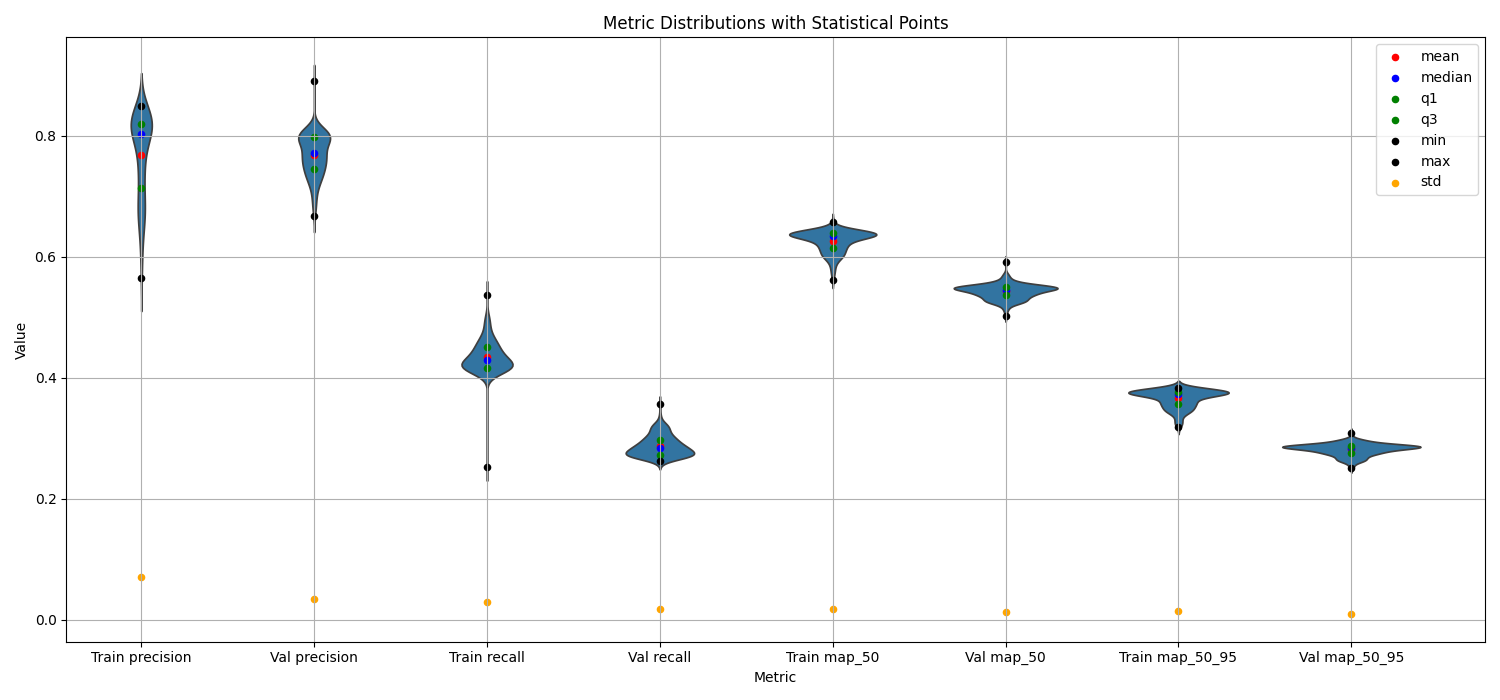 Metric Distributions with Statistical Points
mean
median
q1
q3
min
max
std
Value
0.8
0.6
0.4
0.2
0.0
Train precision
Val precision
Train recall
Val recall
Train map_50
Val map_50
Train map_50_95
Val map_50_95
Metric